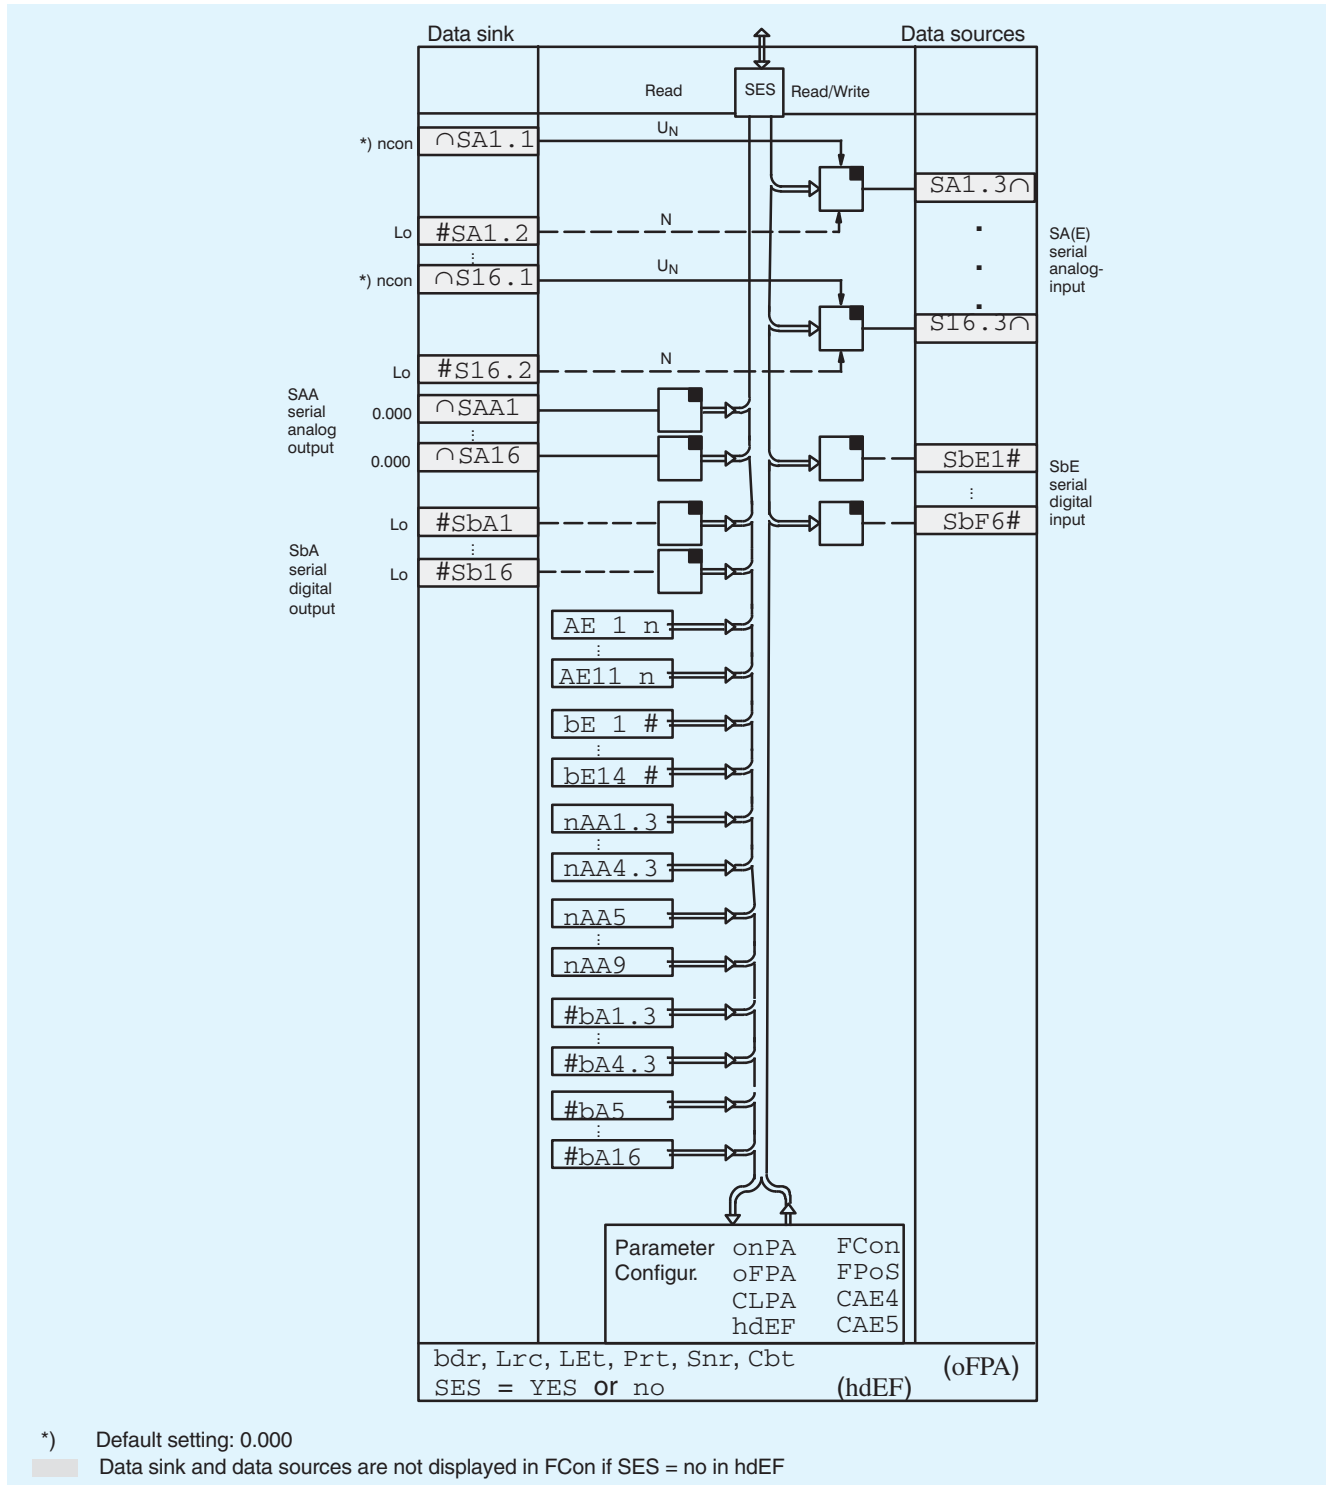 Data sink
Data sources
Read
SES
Read/Write
*) ncon
∩SA1.1
UN
SA1.3∩
Lo
#SA1.2
N
SA(E)
serial
analog-
input
*) ncon
∩S16.1
UN
S16.3∩
Lo
#S16.2
N
SAA
serial
analog
output
0.000
∩SAA1
0.000
∩SA16
SbE1#
SbE
serial
digital
input
SbF6#
Lo
#SbA1
SbA
serial
digital
output
Lo
#Sb16
AE 1 n
AE11 n
bE 1 #
bE14 #
nAA1.3
nAA4.3
nAA5
nAA9
#bA1.3
#bA4.3
#bA5
#bA16
Parameter onPA FCon
Configur. oFPA FPoS
CLPA CAE4
hdEF CAE5
bdr, Lrc, LEt, Prt, Snr, Cbt
(oFPA)
SES = YES or no
(hdEF)
*) Default setting: 0.000
Data sink and data sources are not displayed in FCon if SES = no in hdEF